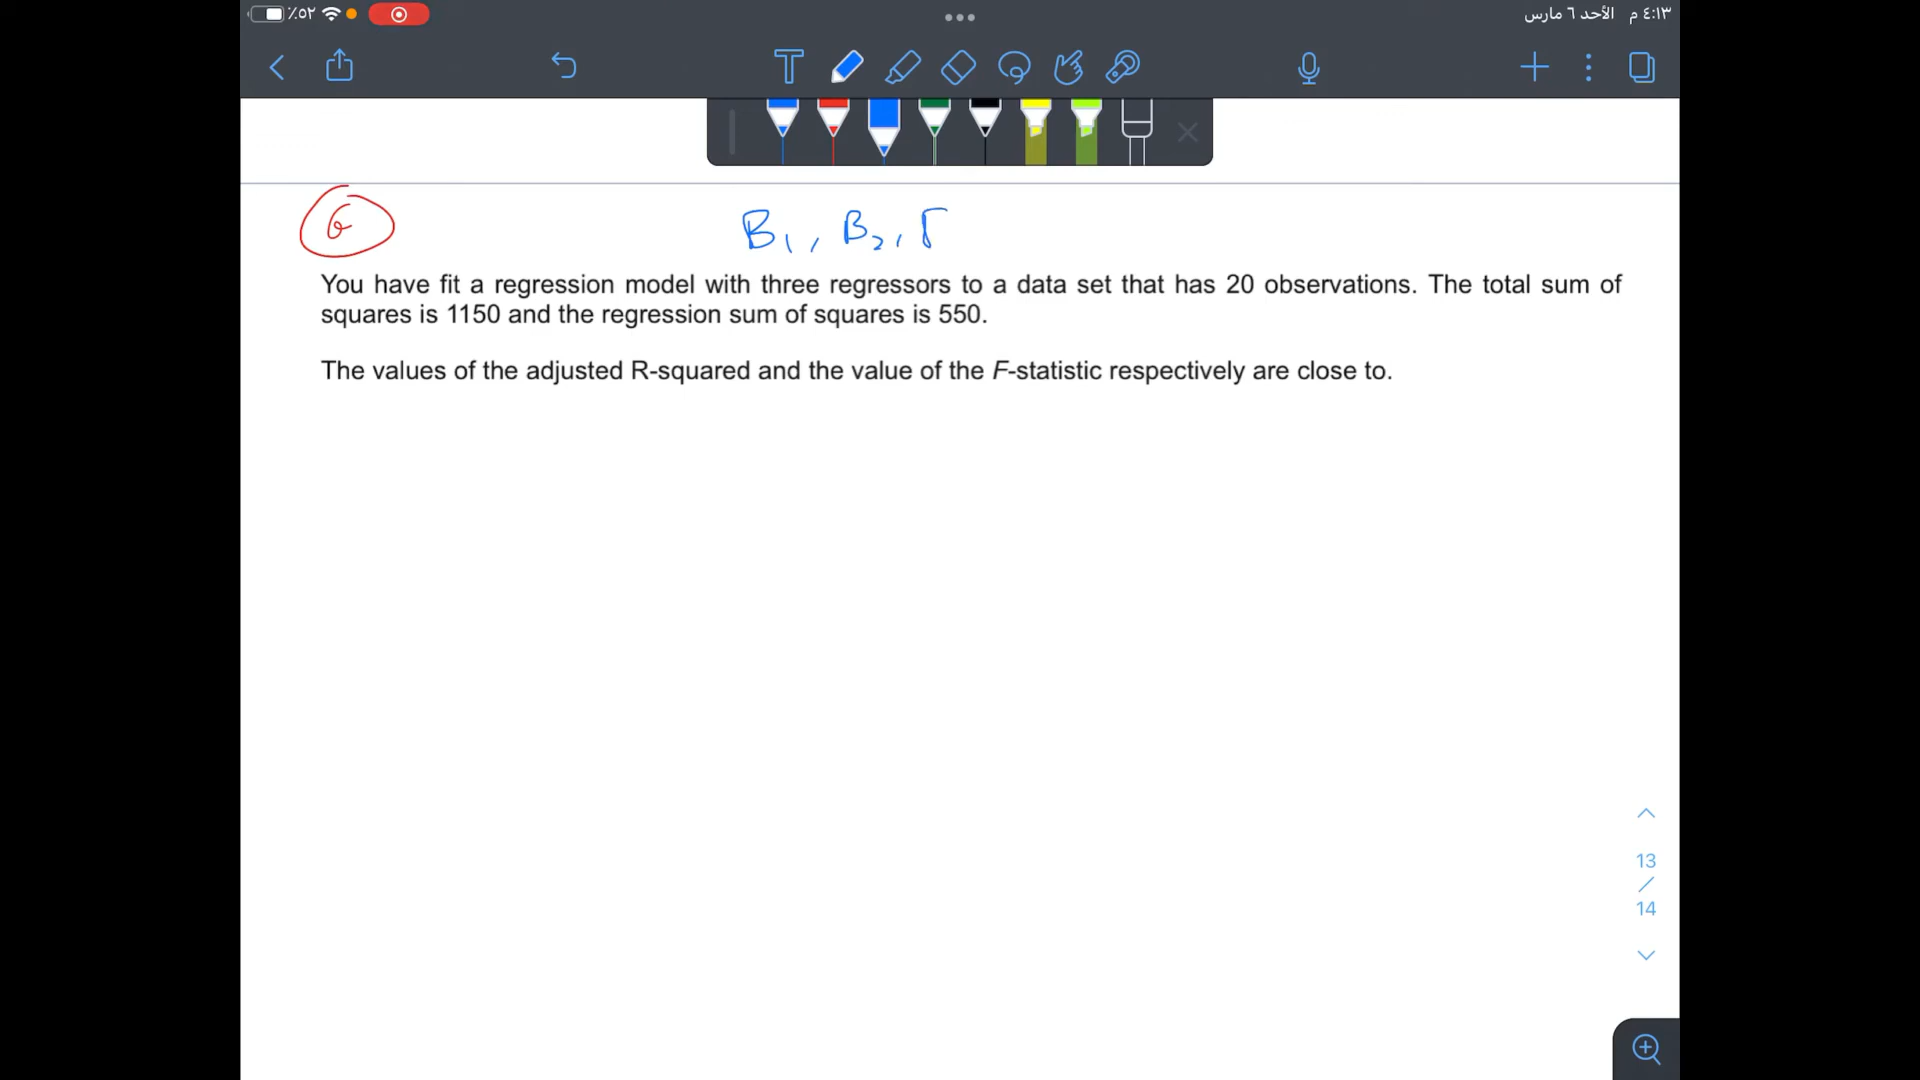 ٪٥٢ الأحد ٦ مارس ٤:١٣ م
6
B₁, B₂,
You have fit a regression model with three regressors to a data set that has 20 observations. The total sum of
squares is 1150 and the regression sum of squares is 550.
The values of the adjusted R-squared and the value of the F-statistic respectively are close to.
13
/
14